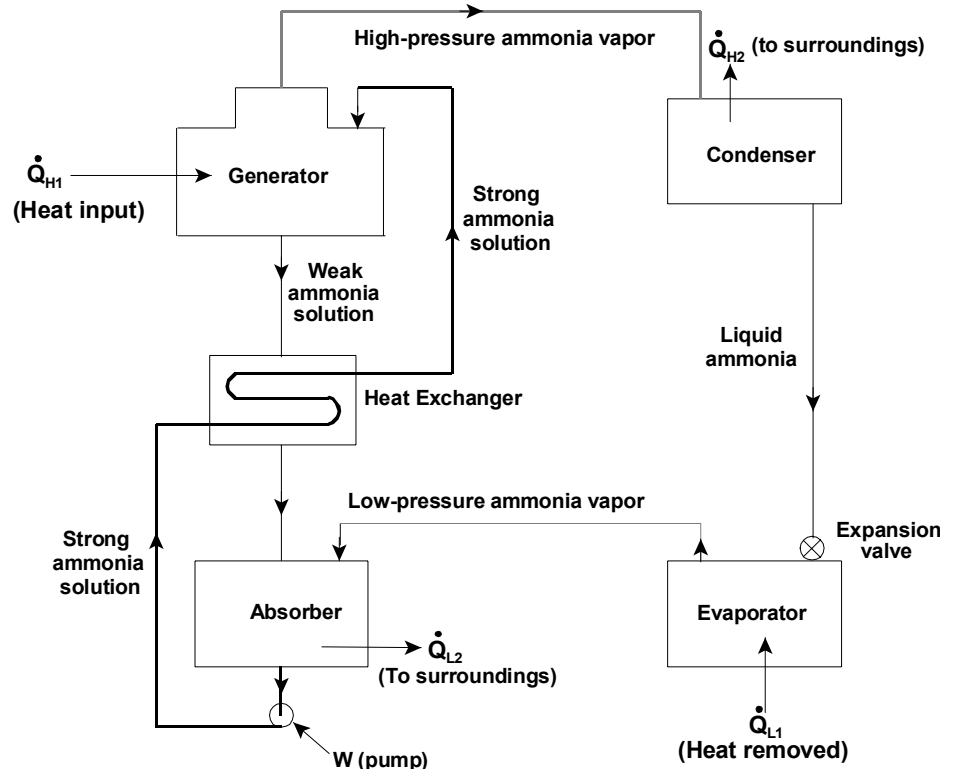 High-pressure ammonia vapor
Q̇H2 (to surroundings)
Condenser
Generator
Q̇H1
(Heat input)
Strong
ammonia
solution
Weak
ammonia
solution
Liquid
ammonia
Heat Exchanger
Low-pressure ammonia vapor
Expansion
valve
Strong
ammonia
solution
Absorber
Evaporator
Q̇L2
(To surroundings)
Q̇L1
(Heat removed)
W (pump)